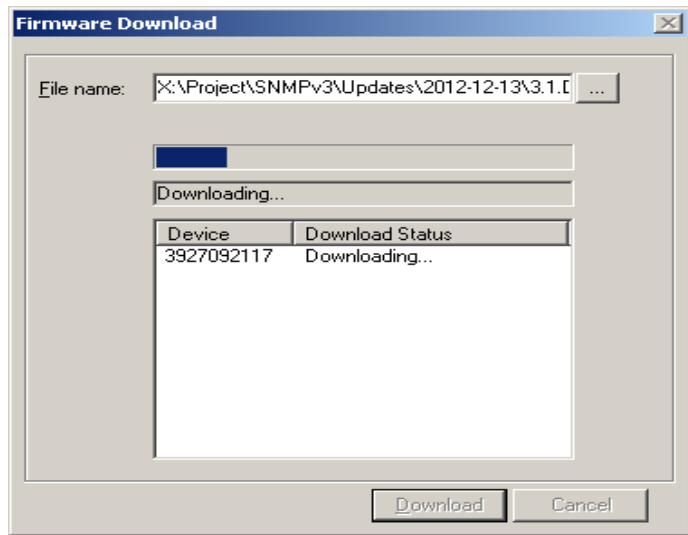 Firmware Download
File name: X:\Project\SNMPv3\Updates\2012-12-13\3.1.D ...
Downloading...
Device Download Status
3927092117 Downloading...
Download Cancel